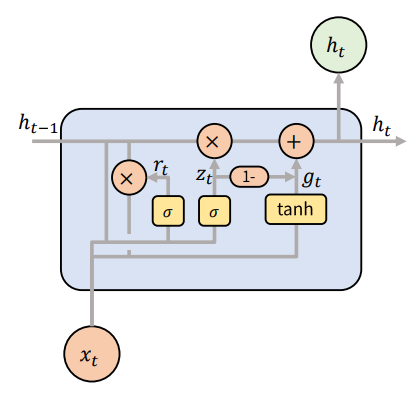 h_t
h_{t-1}
h_t
×
+
r_t
×
z_t
1-
g_t
σ
σ
tanh
x_t